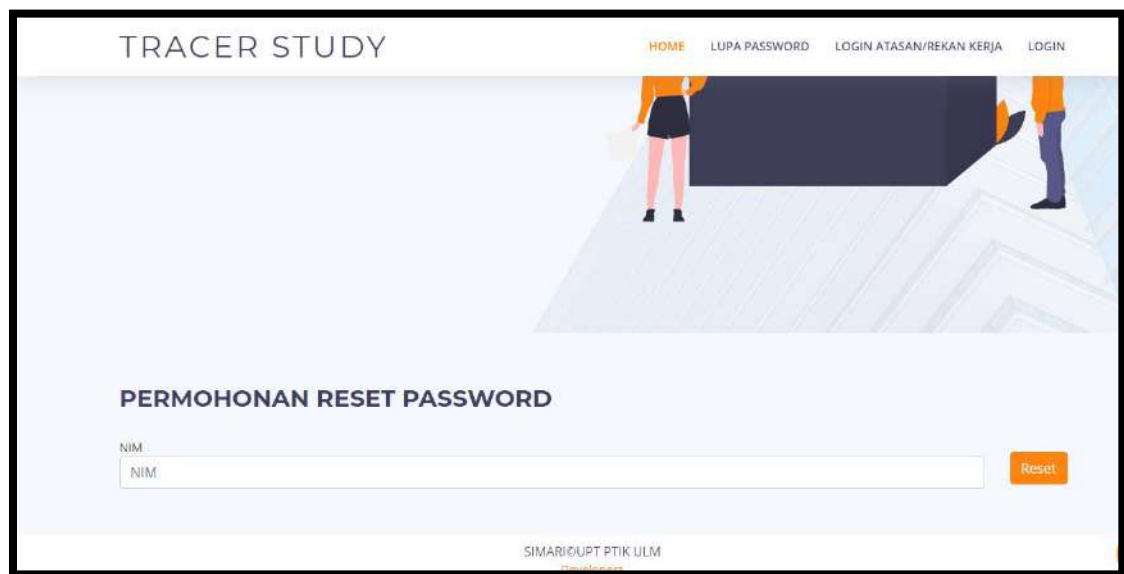 TRACER STUDY
HOME LUPA PASSWORD LOGIN ATASAN/REKAN KERJA LOGIN
PERMOHONAN RESET PASSWORD
NIM
NIM
Reset
SIMARI©UPT PTIK ULM
Developers